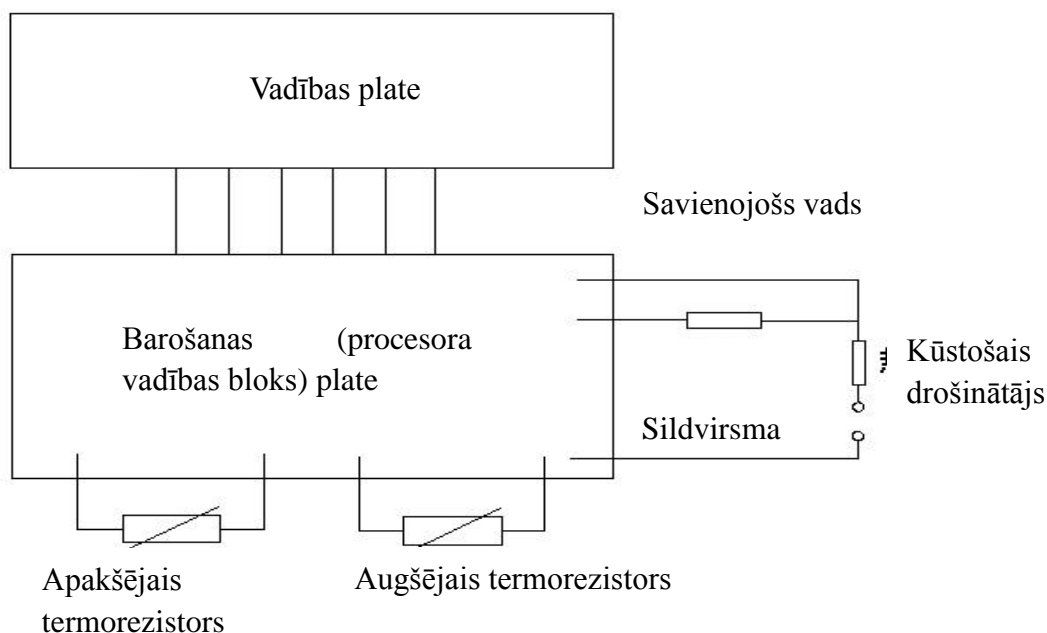 Vadības plate
Savienojošs vads
Barošanas (procesora
vadības bloks) plate
Kūstošais
drošinātājs
Sildvirsma
Apakšējais
termorezistors
Augšējais termorezistors